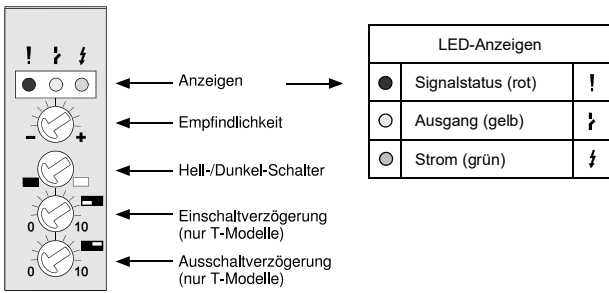 !
- +
0 10
0 10
Anzeigen
Empfindlichkeit
Hell-/Dunkel-Schalter
Einschaltverzögerung
(nur T-Modelle)
Ausschaltverzögerung
(nur T-Modelle)
LED-Anzeigen
Signalstatus (rot) !
Ausgang (gelb)
Strom (grün)